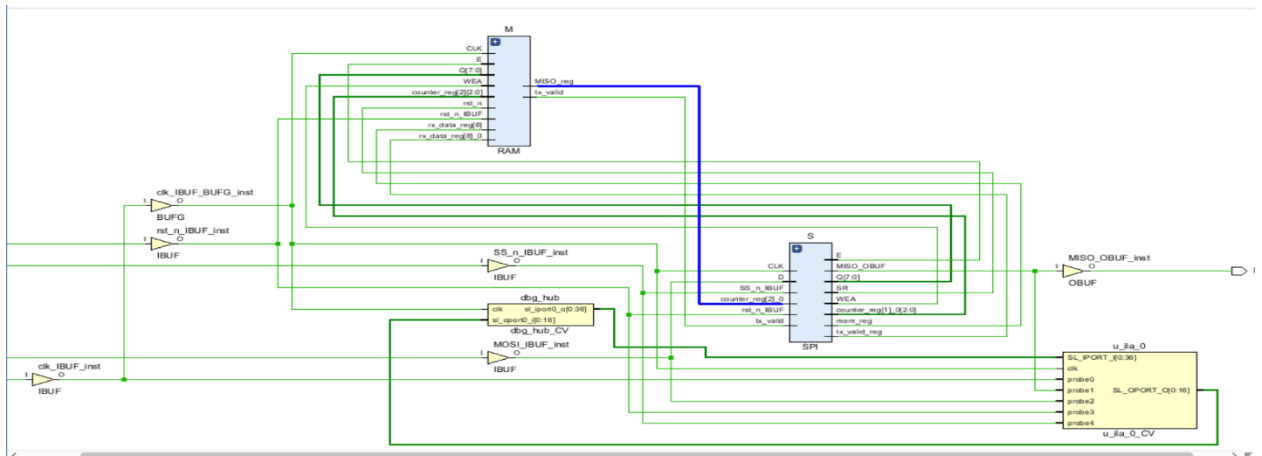 M
CLK
E
Q[7:0]
WEA
counter_reg[2][2:0]
rst_n
rst_n_IBUF
rx_data_reg[8]
rx_data_reg[8]_0
MISO_reg
tx_valid
RAM
clk_IBUF_BUFG_inst
I O
BUFG
rst_n_IBUF_inst
I O
IBUF
SS_n_IBUF_inst
I O
IBUF
dbg_hub
clk sl_iport0_o[0:36]
sl_oport0_i[0:16]
dbg_hub_CV
MOSI_IBUF_inst
I O
IBUF
clk_IBUF_inst
I O
IBUF
S
CLK
D
SS_n_IBUF
counter_reg[2]_0
rst_n_IBUF
tx_valid
E
MISO_OBUF
Q[7:0]
SR
WEA
counter_reg[1]_0[2:0]
mem_reg
tx_valid_reg
SPI
MISO_OBUF_inst
I O
OBUF
u_ila_0
SL_IPORT_I[0:36]
clk
probe0
probe1 SL_OPORT_O[0:16]
probe2
probe3
probe4
u_ila_0_CV